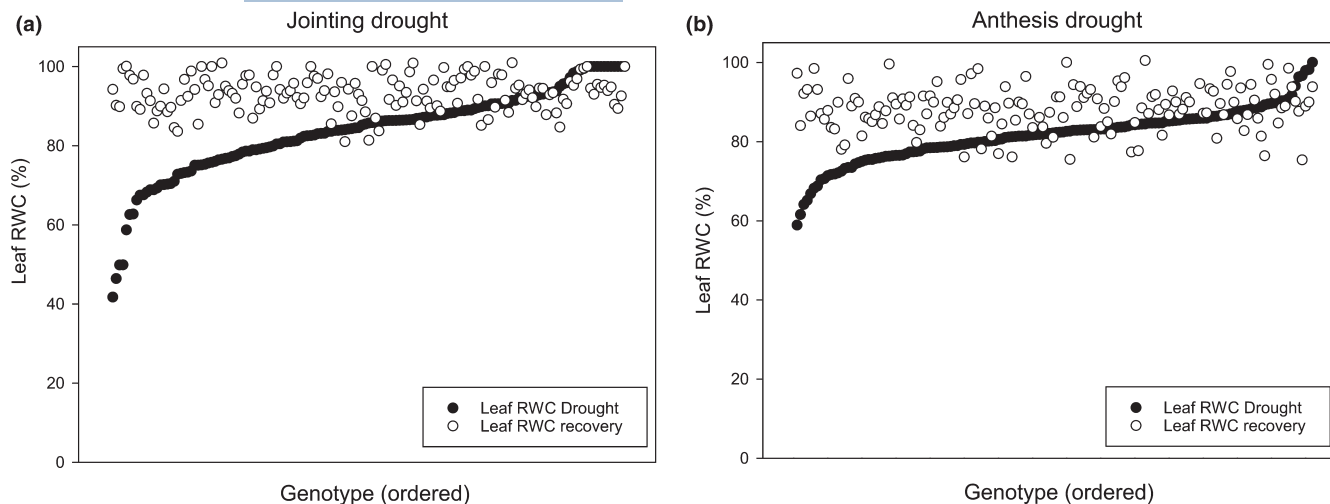 (a)
Jointing drought
100
80
60
40
20
0
Leaf RWC (%)
Leaf RWC Drought
Leaf RWC recovery
Genotype (ordered)
(b)
Anthesis drought
100
80
60
40
20
0
Leaf RWC (%)
Leaf RWC Drought
Leaf RWC recovery
Genotype (ordered)